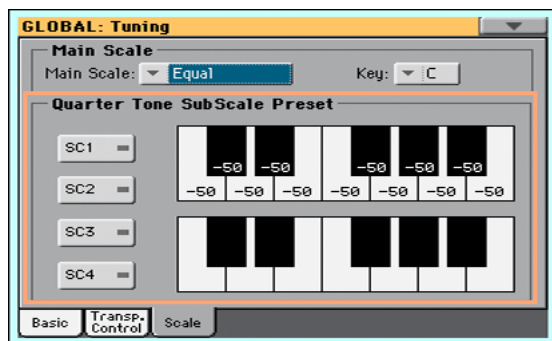 GLOBAL: Tuning
Main Scale
Main Scale: Equal Key: C
Quarter Tone SubScale Preset
SC1
-50 -50 -50 -50 -50
SC2
-50 -50 -50 -50 -50 -50 -50
SC3
SC4
Basic Transp. Control Scale